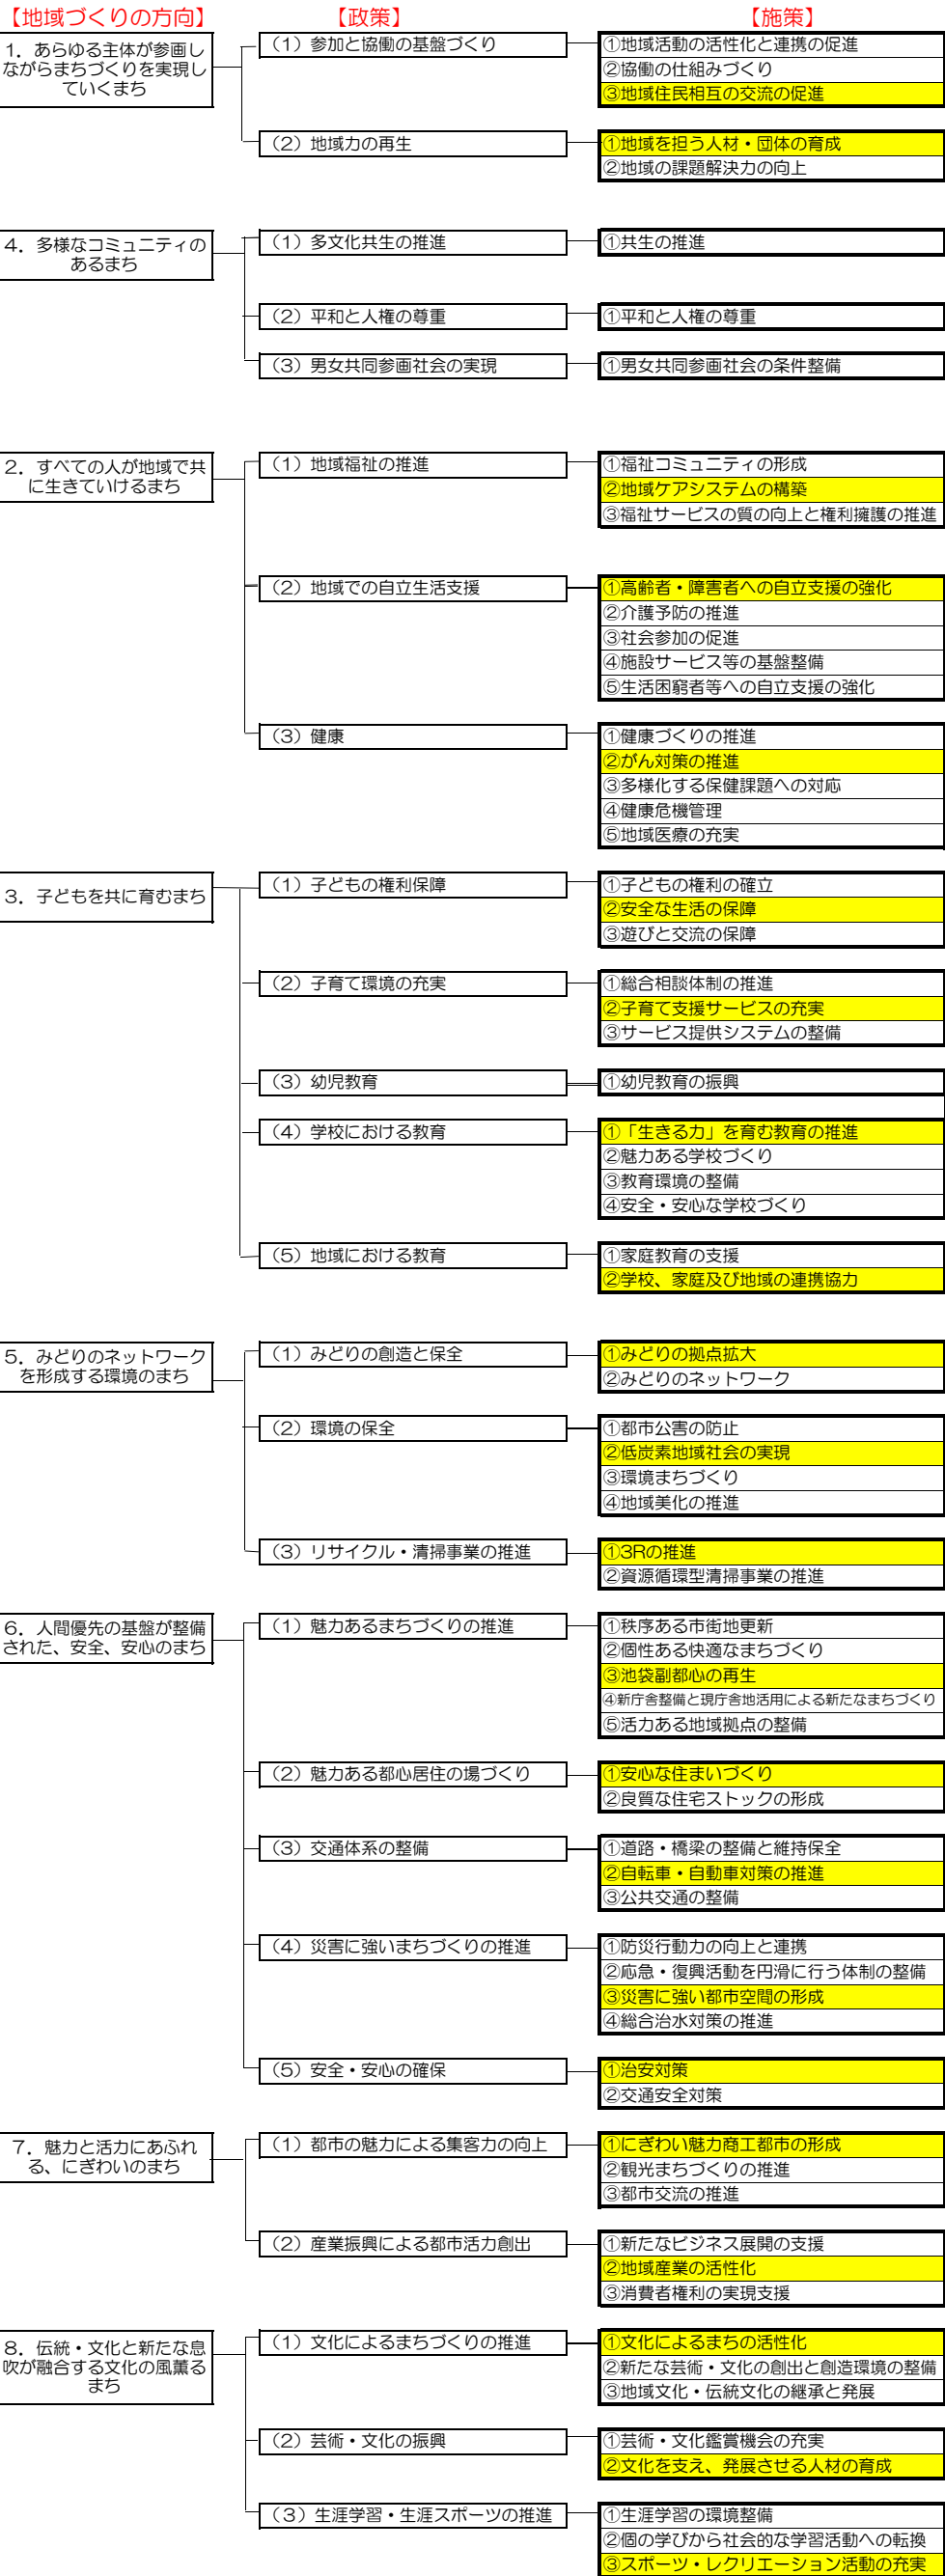 【地域づくりの方向】 【政策】 【施策】
1．あらゆる主体が参画し
ながらまちづくりを実現し
ていくまち
（1）参加と協働の基盤づくり
①地域活動の活性化と連携の促進
②協働の仕組みづくり
③地域住民相互の交流の促進
（2）地域力の再生
①地域を担う人材・団体の育成
②地域の課題解決力の向上
4．多様なコミュニティの
あるまち
（1）多文化共生の推進
①共生の推進
（2）平和と人権の尊重
①平和と人権の尊重
（3）男女共同参画社会の実現
①男女共同参画社会の条件整備
2．すべての人が地域で共
に生きていけるまち
（1）地域福祉の推進
①福祉コミュニティの形成
②地域ケアシステムの構築
③福祉サービスの質の向上と権利擁護の推進
（2）地域での自立生活支援
①高齢者・障害者への自立支援の強化
②介護予防の推進
③社会参加の促進
④施設サービス等の基盤整備
⑤生活困窮者等への自立支援の強化
（3）健康
①健康づくりの推進
②がん対策の推進
③多様化する保健課題への対応
④健康危機管理
⑤地域医療の充実
3．子どもを共に育むまち
（1）子どもの権利保障
①子どもの権利の確立
②安全な生活の保障
③遊びと交流の保障
（2）子育て環境の充実
①総合相談体制の推進
②子育て支援サービスの充実
③サービス提供システムの整備
（3）幼児教育
①幼児教育の振興
（4）学校における教育
①「生きる力」を育む教育の推進
②魅力ある学校づくり
③教育環境の整備
④安全・安心な学校づくり
（5）地域における教育
①家庭教育の支援
②学校、家庭及び地域の連携協力
5．みどりのネットワーク
を形成する環境のまち
（1）みどりの創造と保全
①みどりの拠点拡大
②みどりのネットワーク
（2）環境の保全
①都市公害の防止
②低炭素地域社会の実現
③環境まちづくり
④地域美化の推進
（3）リサイクル・清掃事業の推進
①3Rの推進
②資源循環型清掃事業の推進
6．人間優先の基盤が整備
された、安全、安心のまち
（1）魅力あるまちづくりの推進
①秩序ある市街地更新
②個性ある快適なまちづくり
③池袋副都心の再生
④新庁舎整備と現庁舎地活用による新たなまちづくり
⑤活力ある地域拠点の整備
（2）魅力ある都心居住の場づくり
①安心な住まいづくり
②良質な住宅ストックの形成
（3）交通体系の整備
①道路・橋梁の整備と維持保全
②自転車・自動車対策の推進
③公共交通の整備
（4）災害に強いまちづくりの推進
①防災行動力の向上と連携
②応急・復興活動を円滑に行う体制の整備
③災害に強い都市空間の形成
④総合治水対策の推進
（5）安全・安心の確保
①治安対策
②交通安全対策
7．魅力と活力にあふれ
る、にぎわいのまち
（1）都市の魅力による集客力の向上
①にぎわい魅力商工都市の形成
②観光まちづくりの推進
③都市交流の推進
（2）産業振興による都市活力創出
①新たなビジネス展開の支援
②地域産業の活性化
③消費者権利の実現支援
8．伝統・文化と新たな息
吹が融合する文化の風薫る
まち
（1）文化によるまちづくりの推進
①文化によるまちの活性化
②新たな芸術・文化の創出と創造環境の整備
③地域文化・伝統文化の継承と発展
（2）芸術・文化の振興
①芸術・文化鑑賞機会の充実
②文化を支え、発展させる人材の育成
（3）生涯学習・生涯スポーツの推進
①生涯学習の環境整備
②個の学びから社会的な学習活動への転換
③スポーツ・レクリエーション活動の充実